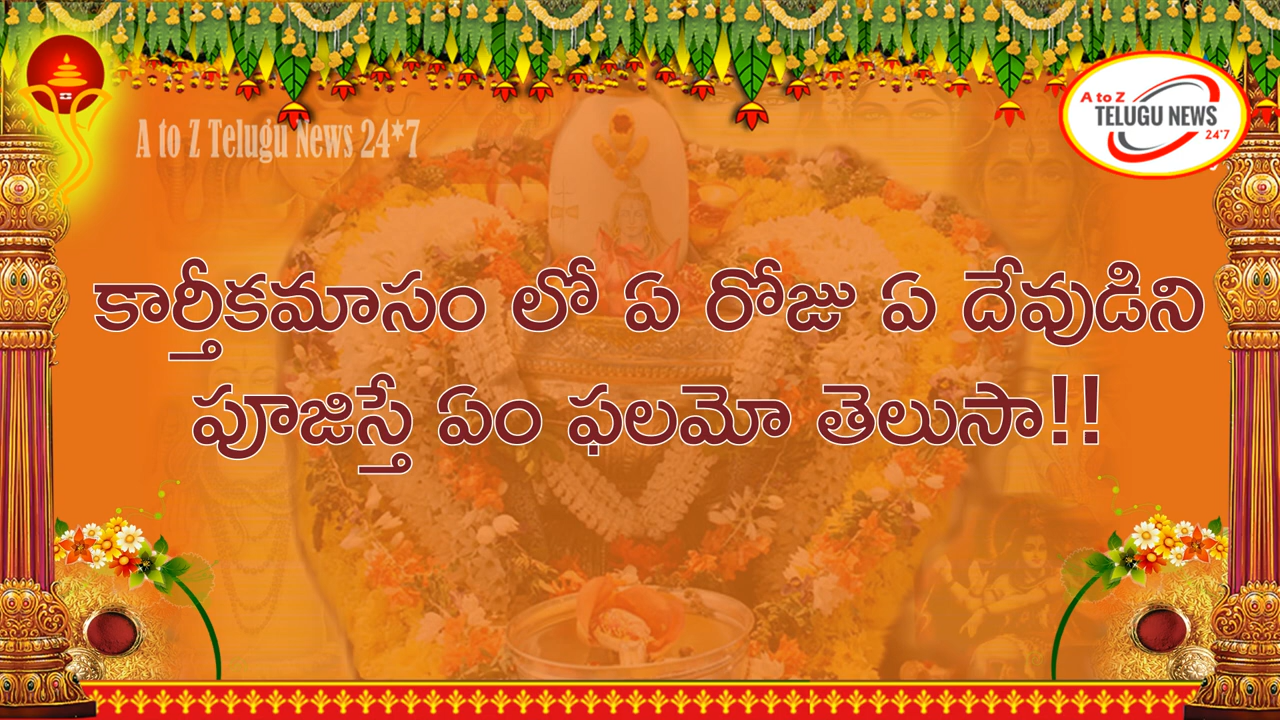 A to Z Telugu News 24*7
A to Z
TELUGU NEWS
24*7
కార్తీకమాసం లో ఏ రోజు ఏ దేవుడిని
పూజిస్తే ఏం ఫలమో తెలుసా!!